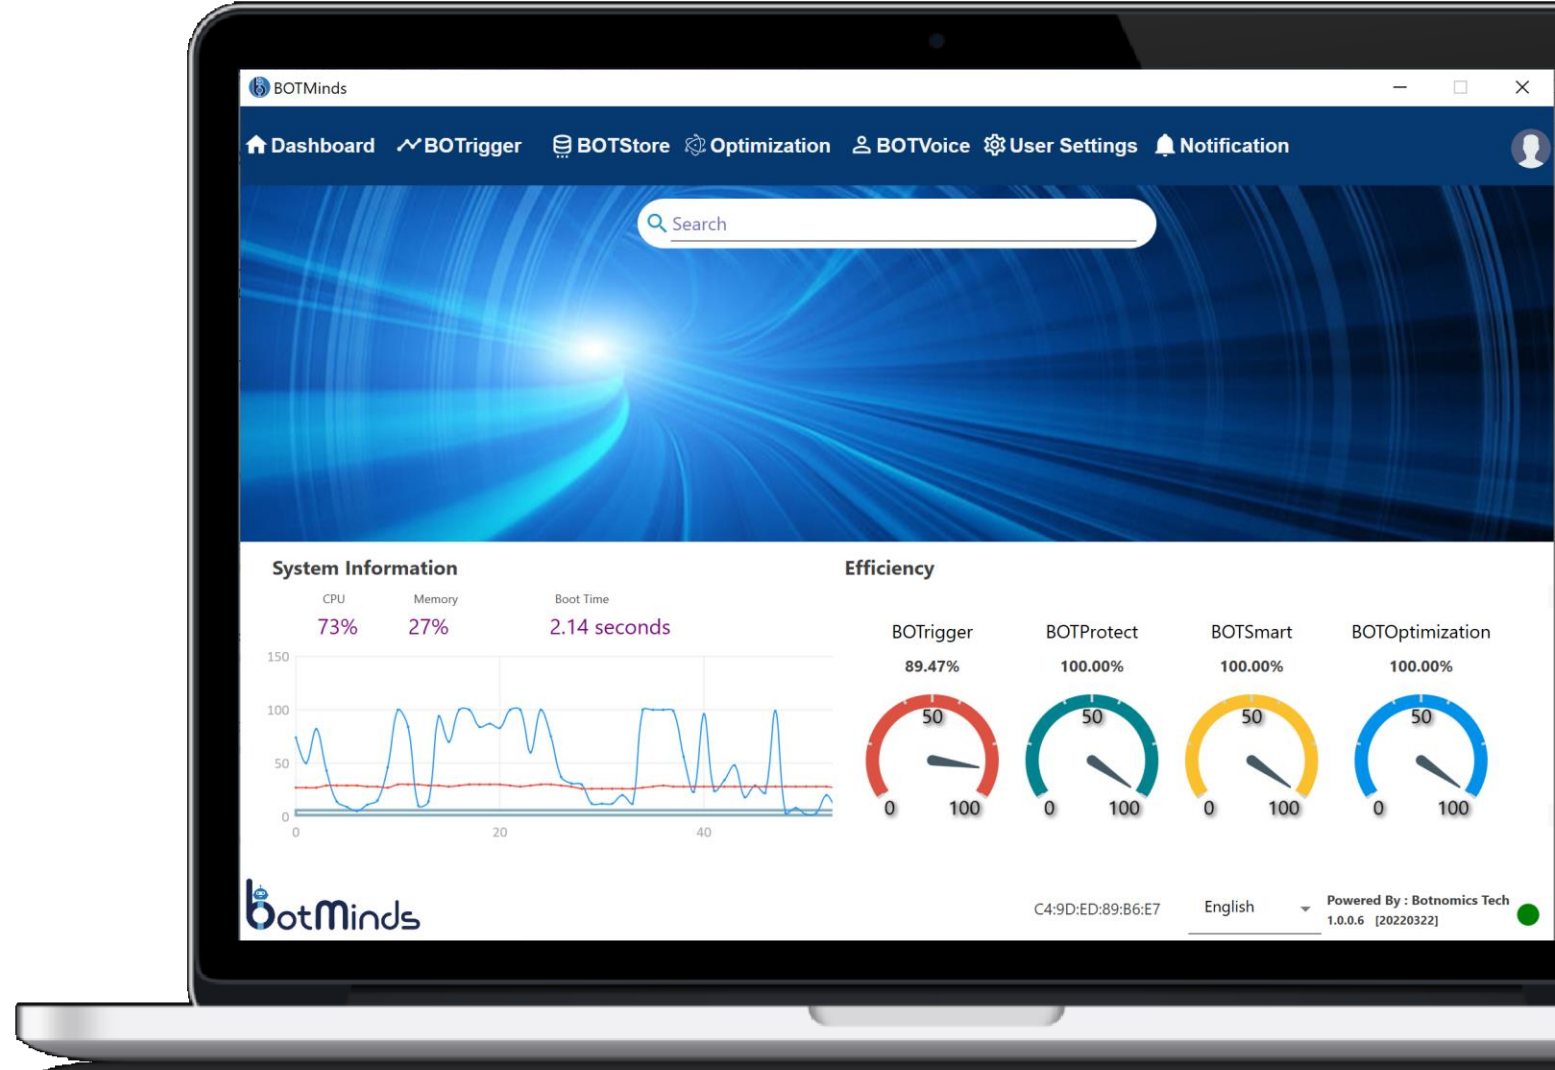 BOTMinds
Dashboard BOTrigger BOTStore Optimization BOTVoice User Settings Notification
Search
System Information
CPU Memory Boot Time
73% 27% 2.14 seconds
150
100
50
0
0 20 40
Efficiency
BOTrigger BOTProtect BOTSmart BOTOptimization
89.47% 100.00% 100.00% 100.00%
50 50 50 50
0 100 0 100 0 100 0 100
botMinds
C4:9D:ED:89:B6:E7
English
Powered By : Botnomics Tech
1.0.0.6 [20220322]